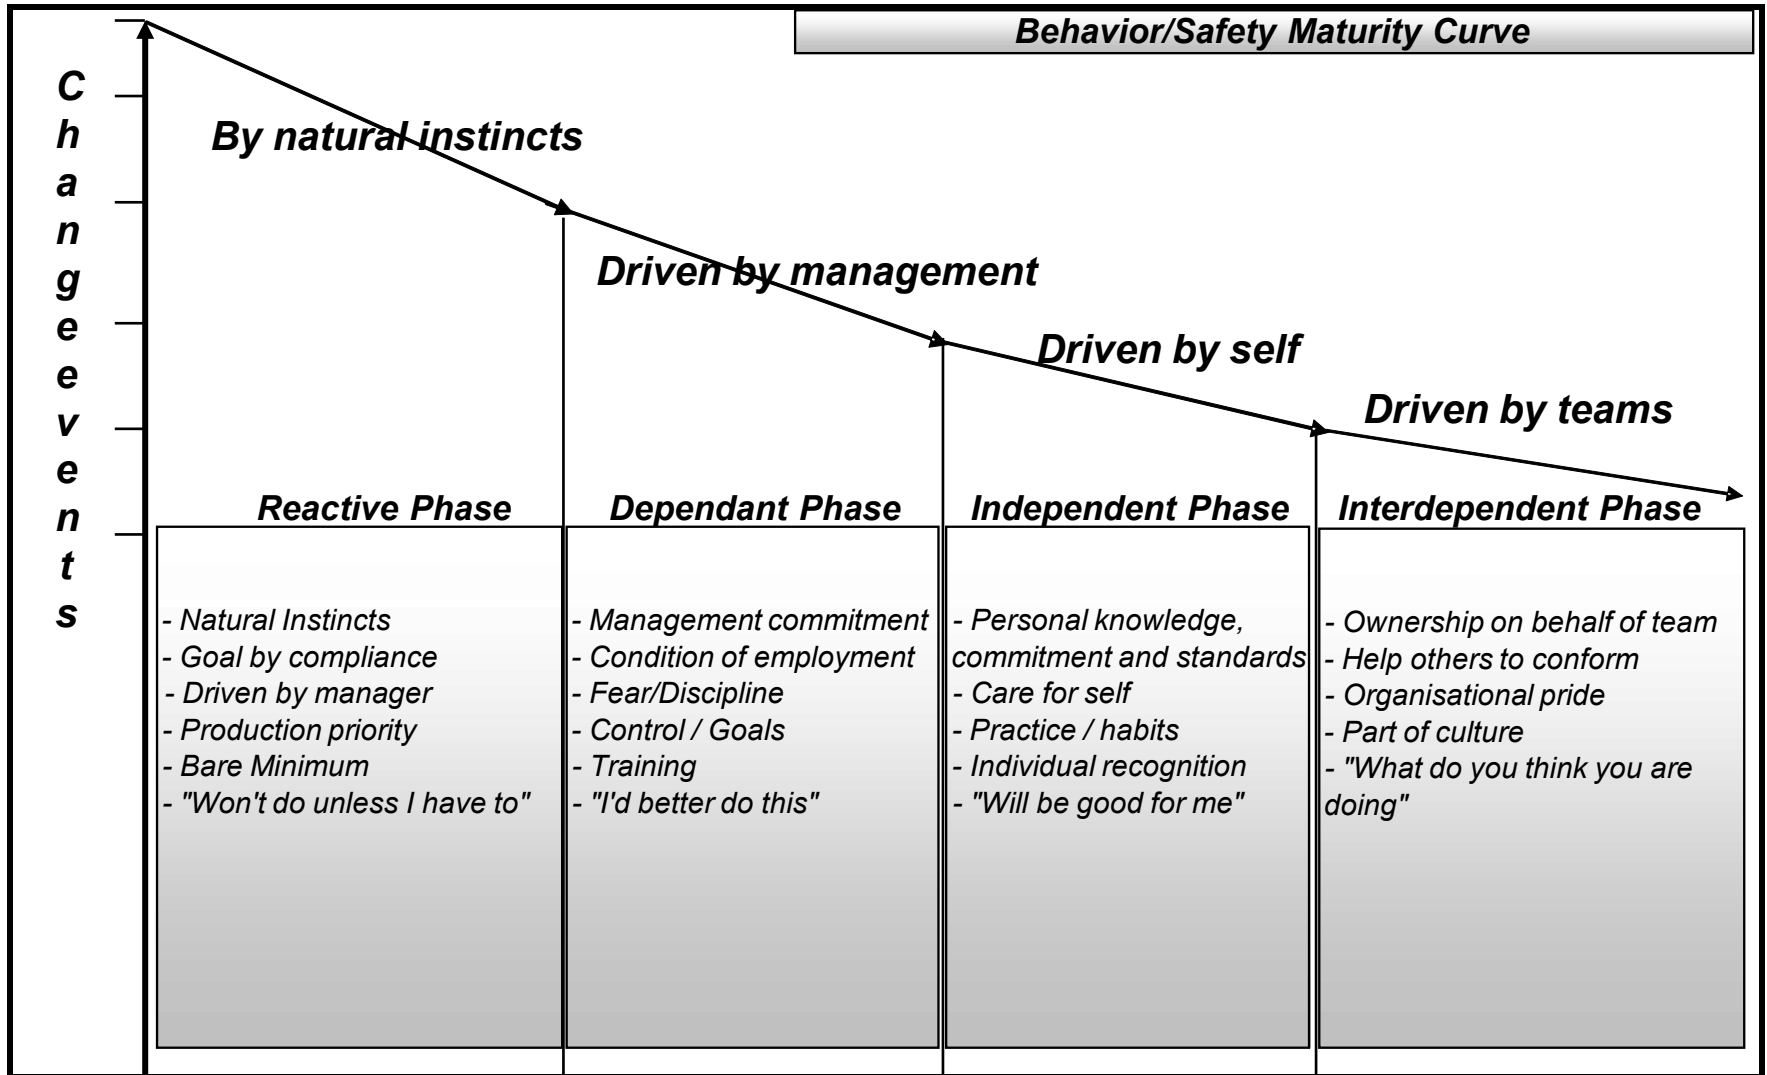 Behavior/Safety Maturity Curve
Change events
By natural instincts
Driven by management
Driven by self
Driven by teams
Reactive Phase
- Natural Instincts
- Goal by compliance
- Driven by manager
- Production priority
- Bare Minimum
- "Won't do unless I have to"
Dependant Phase
- Management commitment
- Condition of employment
- Fear/Discipline
- Control / Goals
- Training
- "I'd better do this"
Independent Phase
- Personal knowledge,
commitment and standards
- Care for self
- Practice / habits
- Individual recognition
- "Will be good for me"
Interdependent Phase
- Ownership on behalf of team
- Help others to conform
- Organisational pride
- Part of culture
- "What do you think you are
doing"